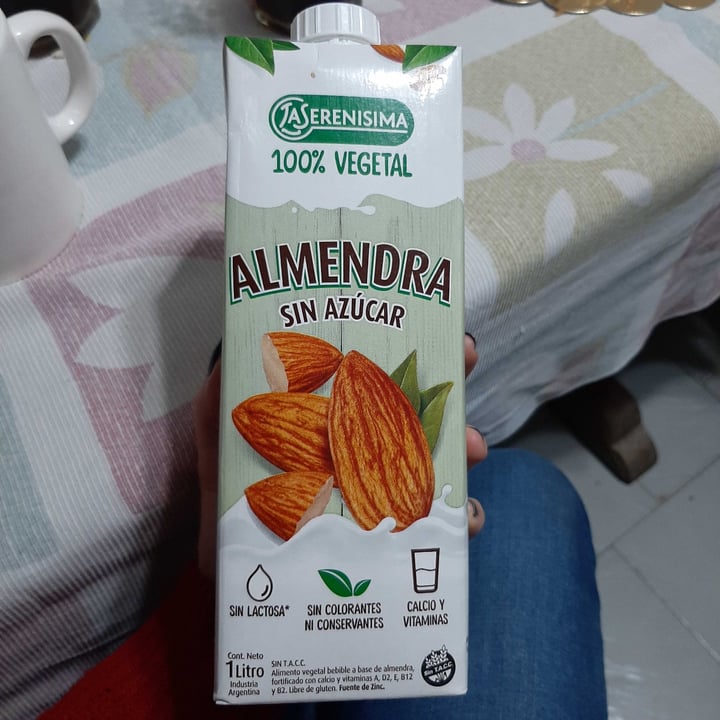 LA SERENISIMA
100% VEGETAL
ALMENDRA
SIN AZÚCAR
SIN LACTOSA*
SIN COLORANTES
NI CONSERVANTES
CALCIO Y
VITAMINAS
Cont. Neto
1 Litro
Industria
Argentina
SIN T.A.C.C.
Alimento vegetal bebible a base de almendra,
fortificado con calcio y vitaminas A, D2, E, B12
y B2. Libre de gluten. Fuente de Zinc.
Sin T.A.C.C.